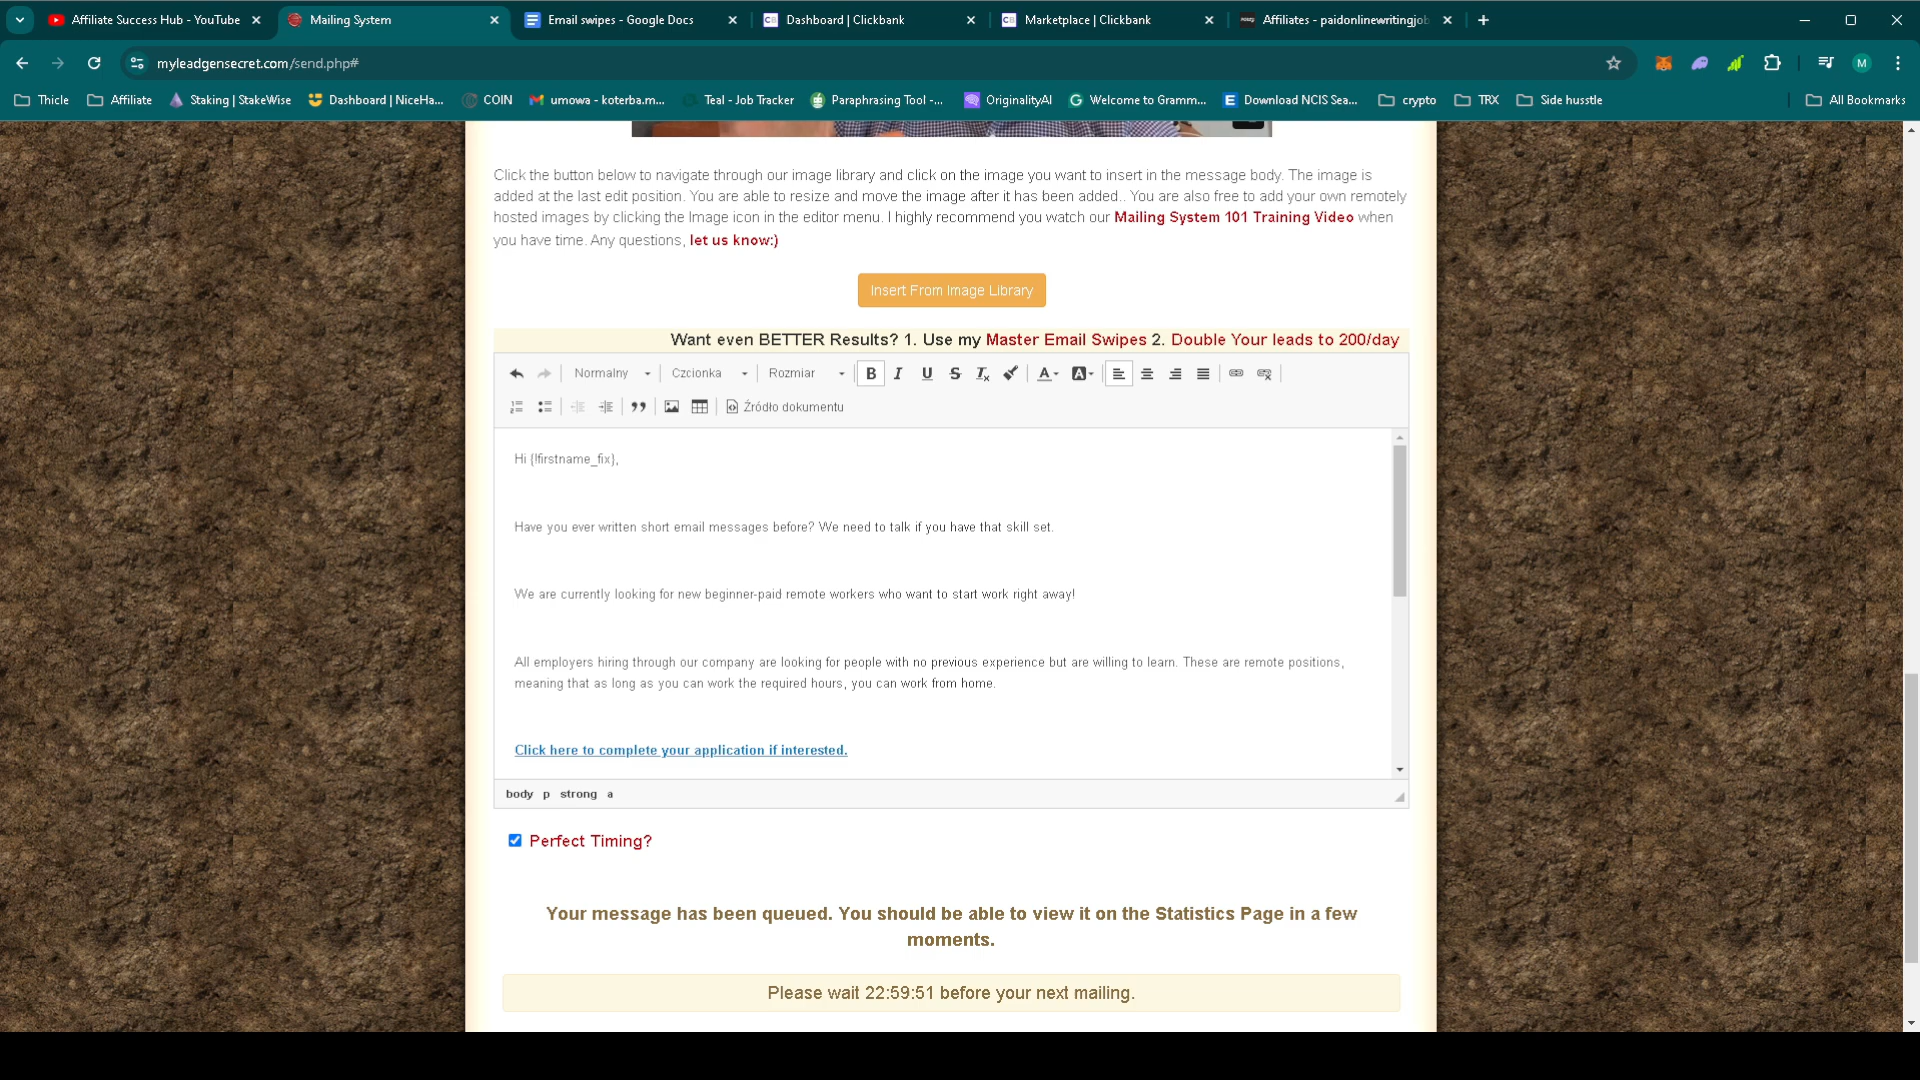 Affiliate Success Hub - YouTube
Mailing System
Email swipes - Google Docs
Dashboard | Clickbank
Marketplace | Clickbank
Affiliates - paidonlinewritingjob
myleadgensecret.com/send.php#
M
Thicle
Affiliate
Staking | StakeWise
Dashboard | NiceHa...
COIN
umowa - koterba.m...
Teal - Job Tracker
Paraphrasing Tool -...
OriginalityAI
Welcome to Gramm...
Download NCIS Sea...
crypto
TRX
Side husstle
All Bookmarks
Click the button below to navigate through our image library and click on the image you want to insert in the message body. The image is
added at the last edit position. You are able to resize and move the image after it has been added.. You are also free to add your own remotely
hosted images by clicking the Image icon in the editor menu. I highly recommend you watch our Mailing System 101 Training Video when
you have time. Any questions, let us know:)
Insert From Image Library
Want even BETTER Results? 1. Use my Master Email Swipes 2. Double Your leads to 200/day
Normalny
Czcionka
Rozmiar
Źródło dokumentu
Hi {!firstname_fix},
Have you ever written short email messages before? We need to talk if you have that skill set.
We are currently looking for new beginner-paid remote workers who want to start work right away!
All employers hiring through our company are looking for people with no previous experience but are willing to learn. These are remote positions,
meaning that as long as you can work the required hours, you can work from home.
Click here to complete your application if interested.
body p strong a
Perfect Timing?
Your message has been queued. You should be able to view it on the Statistics Page in a few
moments.
Please wait 22:59:51 before your next mailing.